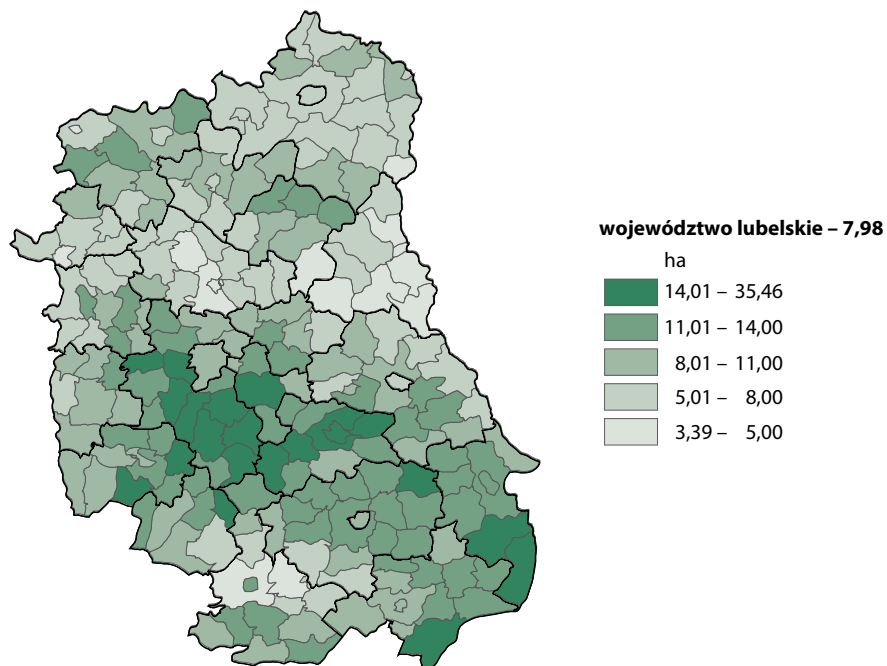 województwo lubelskie – 7,98
ha
14,01 – 35,46
11,01 – 14,00
8,01 – 11,00
5,01 – 8,00
3,39 – 5,00